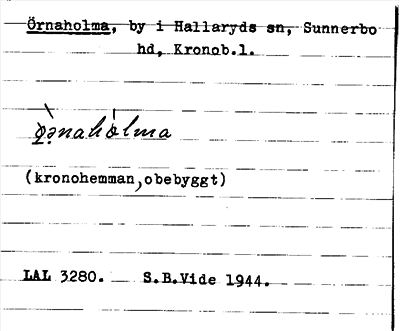 Örnaholma, by i Hallaryds sn, Sunnerbo
hd, Kronob.l.
(kronohemman, obebyggt)
LAL 3280. S.B.Vide 1944.